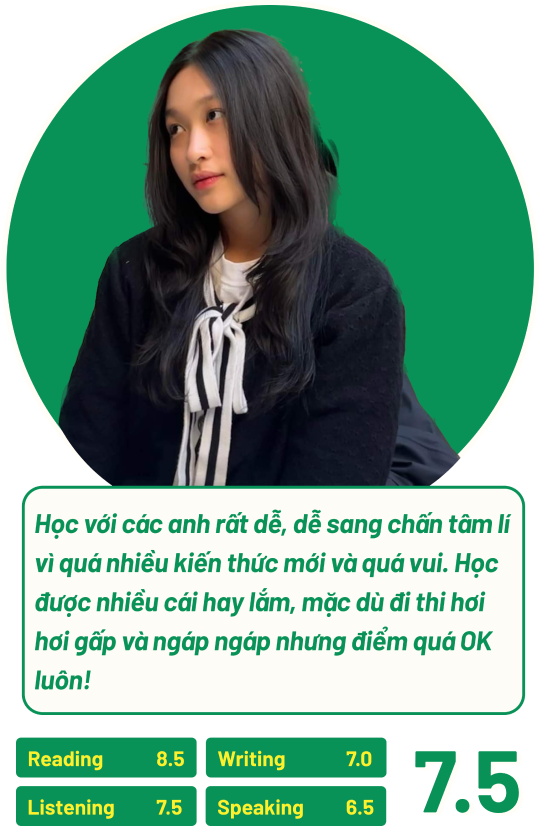 Học với các anh rất dễ, dễ sang chấn tâm lí
vì quá nhiều kiến thức mới và quá vui. Học
được nhiều cái hay lắm, mặc dù đi thi hơi
hơi gấp và ngáp ngáp nhưng điểm quá OK
luôn!
Reading 8.5
Writing 7.0
Listening 7.5
Speaking 6.5
7.5